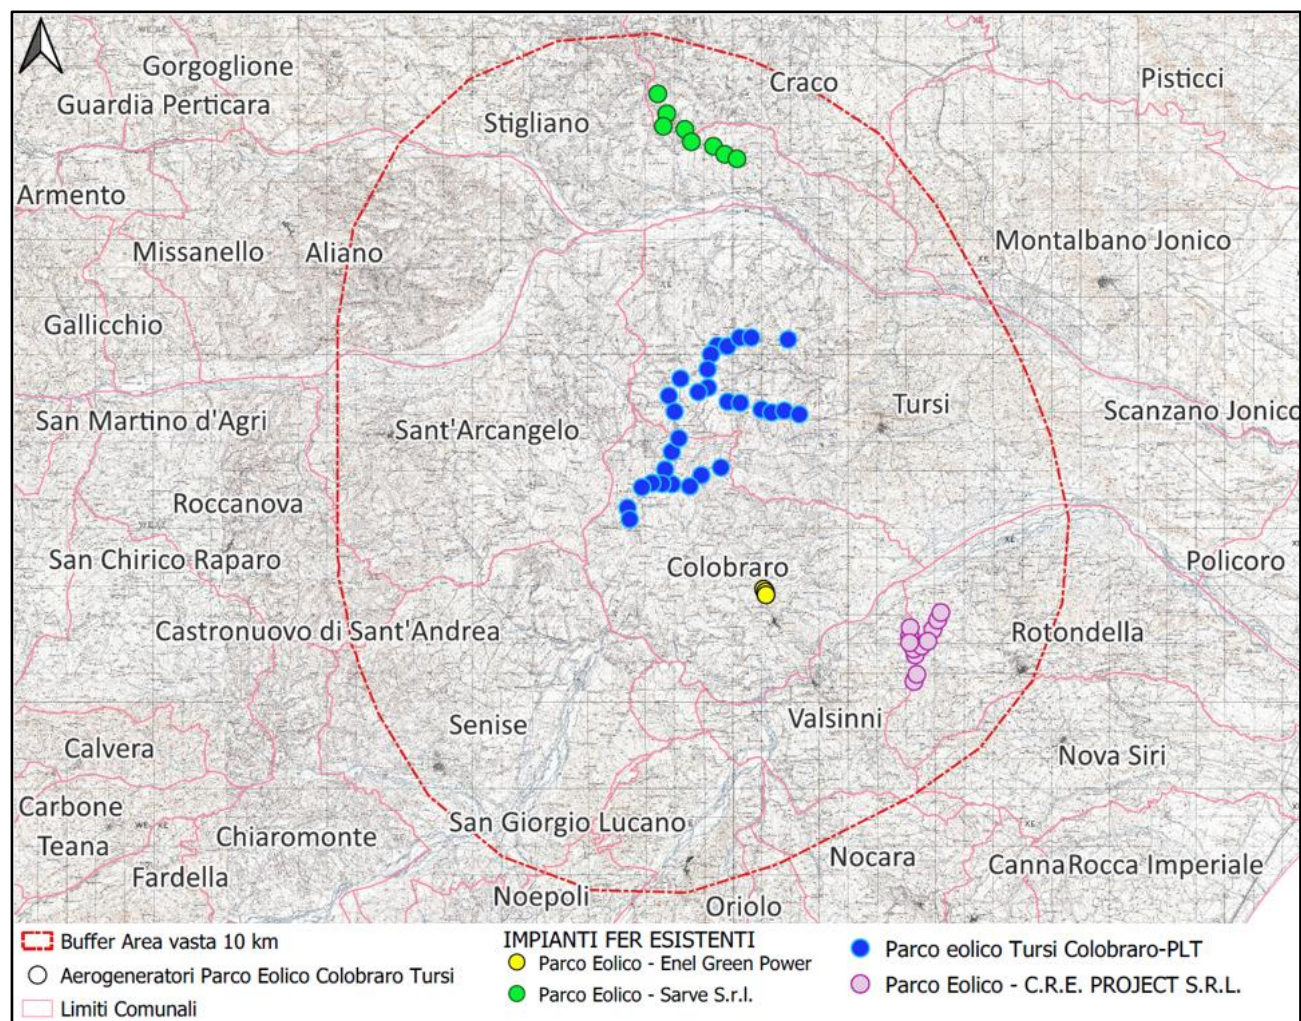 Gorgoglione
Craco
Pisticci
Guardia Perticara
Stigliano
Armento
Missanello
Aliano
Montalbano Jonico
Gallicchio
San Martino d'Agri
Sant'Arcangelo
Tursi
Scanzano Jonico
Roccanova
San Chirico Raparo
Colobraro
Policoro
Castronuovo di Sant'Andrea
Rotondella
Senise
Valsinni
Calvera
Nova Siri
Carbone
San Giorgio Lucano
Teana
Chiaromonte
Nocara
Canna
Rocca Imperiale
Fardella
Noepoli
Oriolo
Buffer Area vasta 10 km
Aerogeneratori Parco Eolico Colobraro Tursi
Limiti Comunali
IMPIANTI FER ESISTENTI
Parco Eolico - Enel Green Power
Parco Eolico - Sarve S.r.l.
Parco eolico Tursi Colobraro-PLT
Parco Eolico - C.R.E. PROJECT S.R.L.